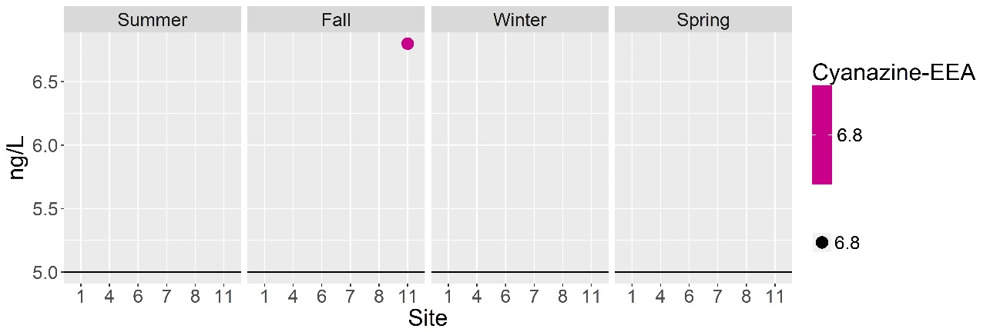 Summer Fall Winter Spring
Cyanazine-EEA
6.5
6.0
5.5
5.0
ng/L
6.8
6.8
1 4 6 7 8 11 1 4 6 7 8 11 1 4 6 7 8 11 1 4 6 7 8 11
Site